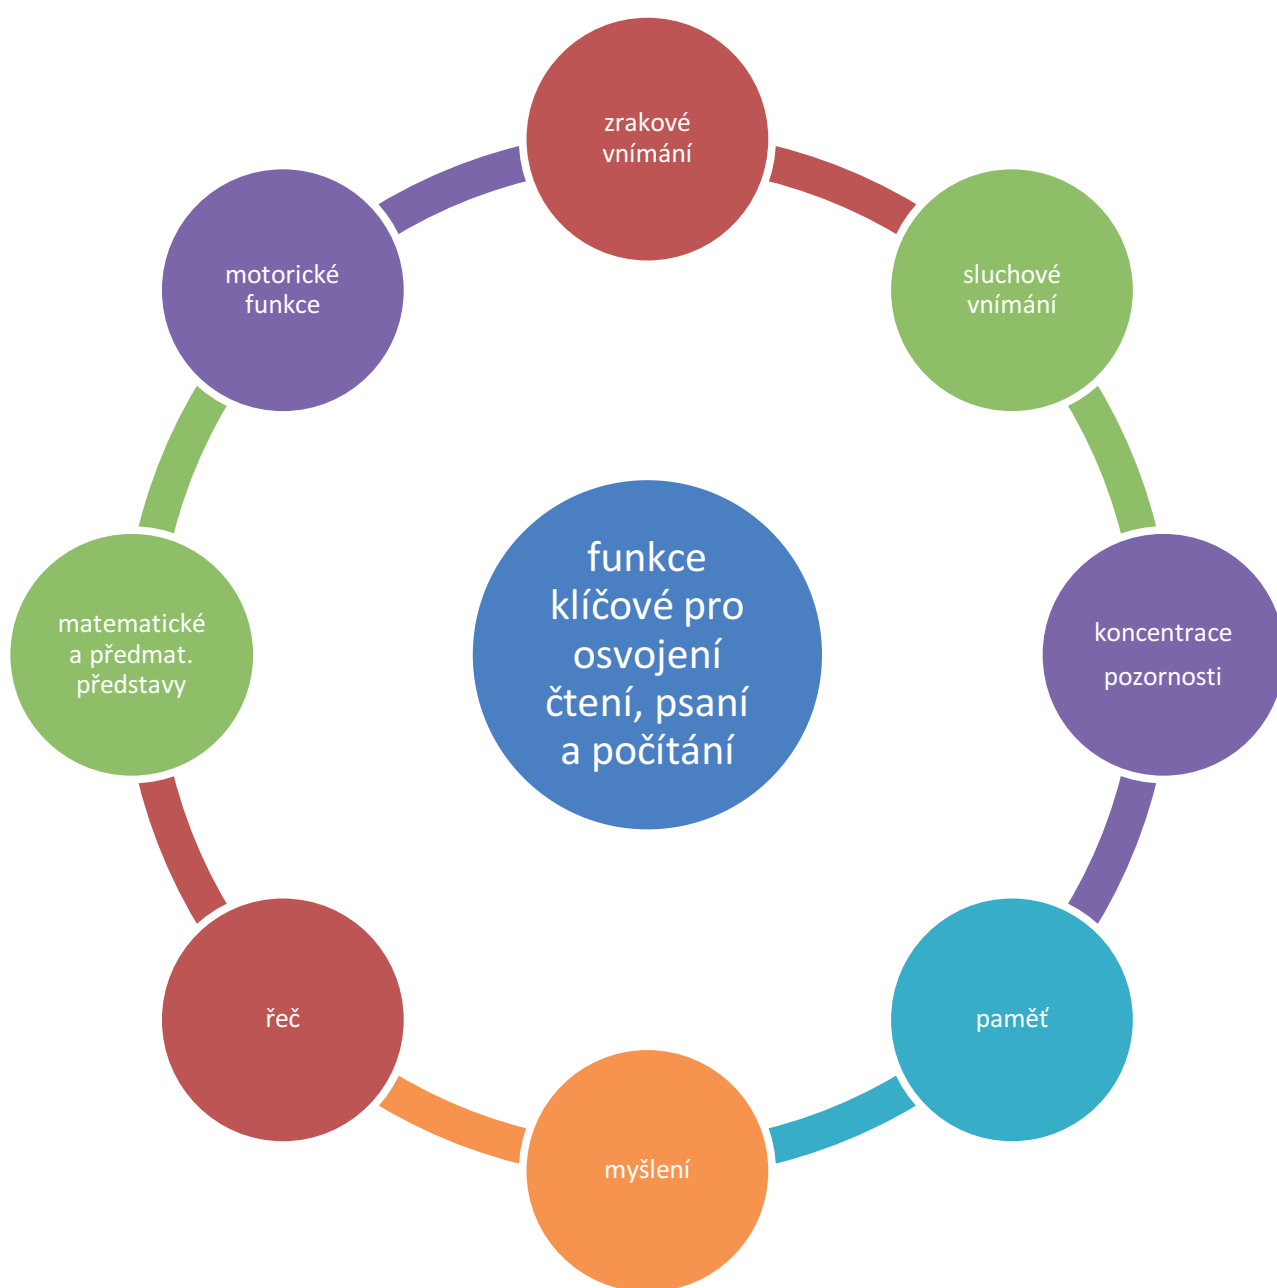 zrakové
vnímání
sluchové
vnímání
koncentrace
pozornosti
paměť
myšlení
řeč
matematické
a předmat.
představy
motorické
funkce
funkce
klíčové pro
osvojení
čtení, psaní
a počítání